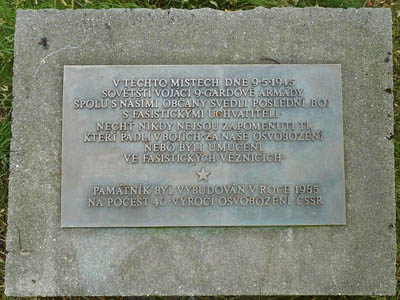 V TĚCHTO MÍSTECH DNE 9·5·1945
SOVĚTŠTÍ VOJÁCI 9·GARDOVÉ ARMÁDY
SPOLU S NAŠIMI OBČANY SVEDLI POSLEDNÍ BOJ
S FAŠISTICKÝMI UCHVATITELI·
NECHŤ NIKDY NEJSOU ZAPOMENUTI TI,
KTEŘÍ PADLI V BOJÍCH ZA NAŠE OSVOBOZENÍ
NEBO BYLI UMUČENI
VE FAŠISTICKÝCH VĚZNICÍCH·
PAMÁTNÍK BYL VYBUDOVÁN V ROCE 1985
NA POČEST 40·VÝROČÍ OSVOBOZENÍ ČSSR